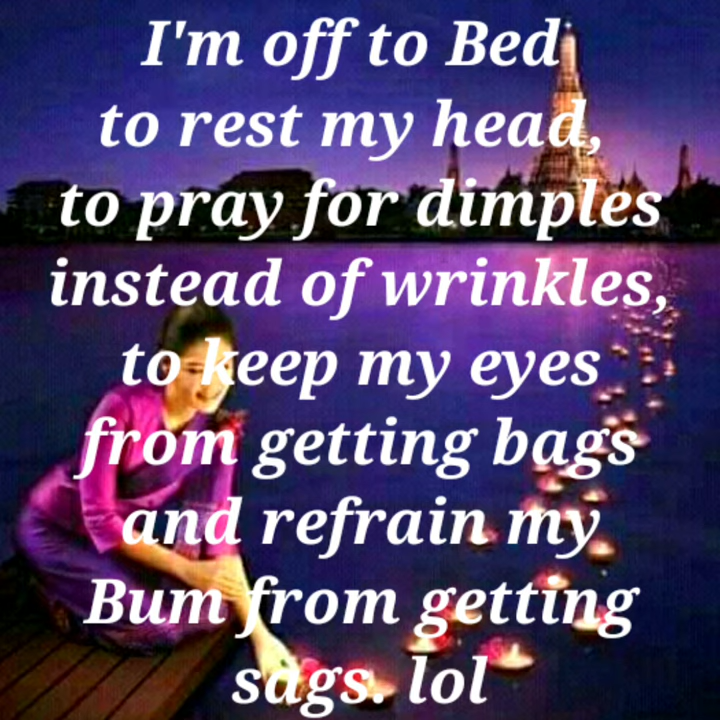 I'm off to Bed
to rest my head,
to pray for dimples
instead of wrinkles,
to keep my eyes
from getting bags
and refrain my
Bum from getting
sags. lol